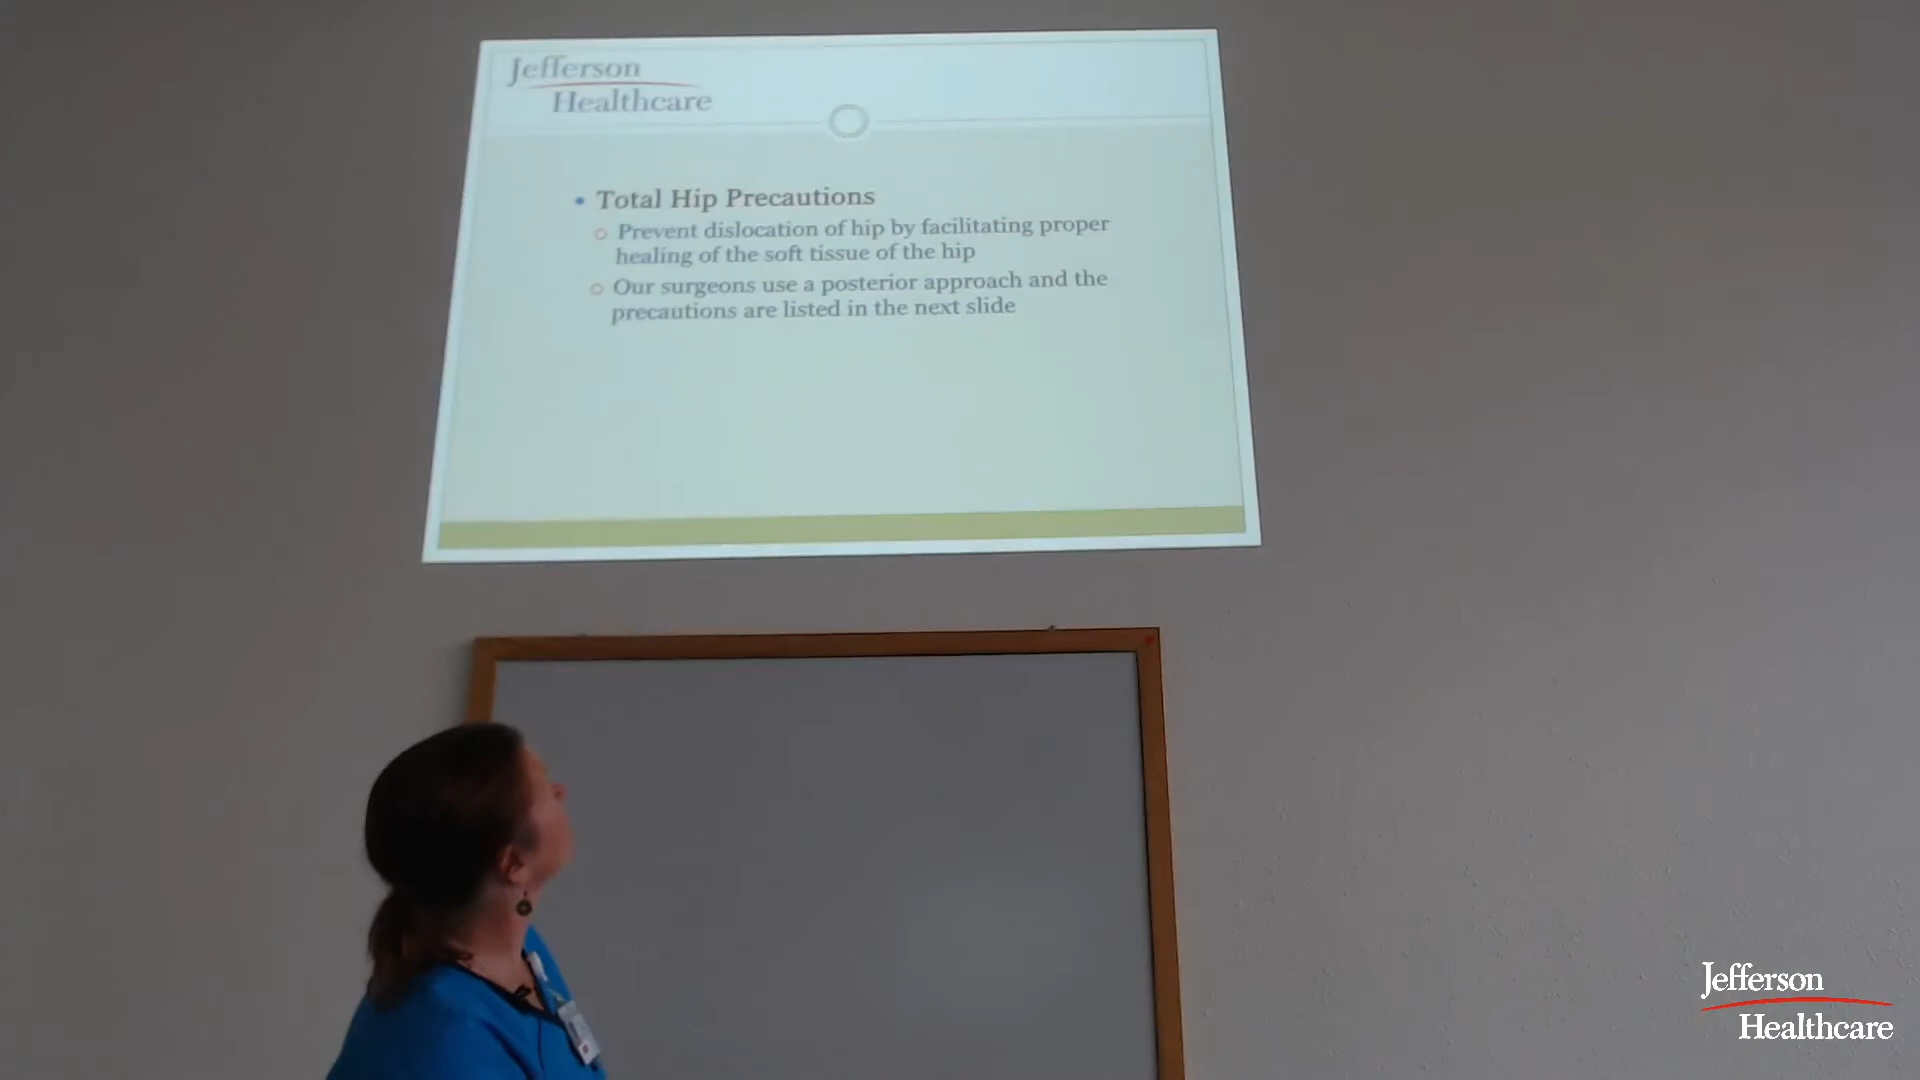 Jefferson
Healthcare
Total Hip Precautions
Prevent dislocation of hip by facilitating proper
healing of the soft tissue of the hip
Our surgeons use a posterior approach and the
precautions are listed in the next slide
Jefferson
Healthcare